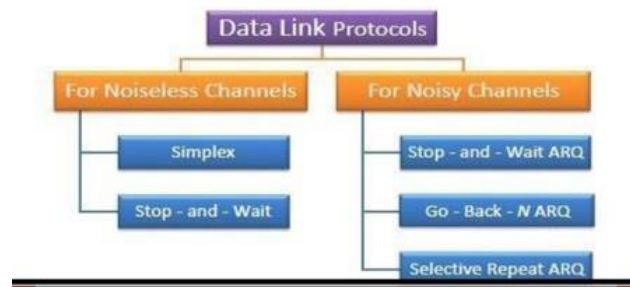 Data Link Protocols
For Noiseless Channels
Simplex
Stop - and - Wait
For Noisy Channels
Stop - and - Wait ARQ
Go - Back - N ARQ
Selective Repeat ARQ